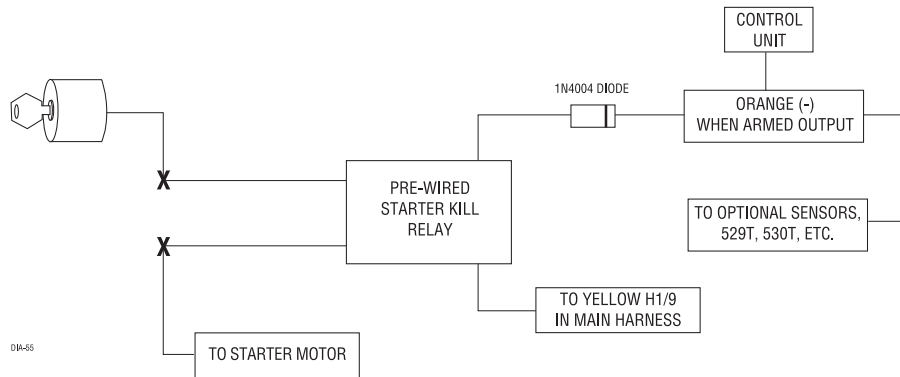 CONTROL
UNIT
1N4004 DIODE
ORANGE (-)
WHEN ARMED OUTPUT
PRE-WIRED
STARTER KILL
RELAY
TO OPTIONAL SENSORS,
529T, 530T, ETC.
TO YELLOW H1/9
IN MAIN HARNESS
TO STARTER MOTOR
DIA-55